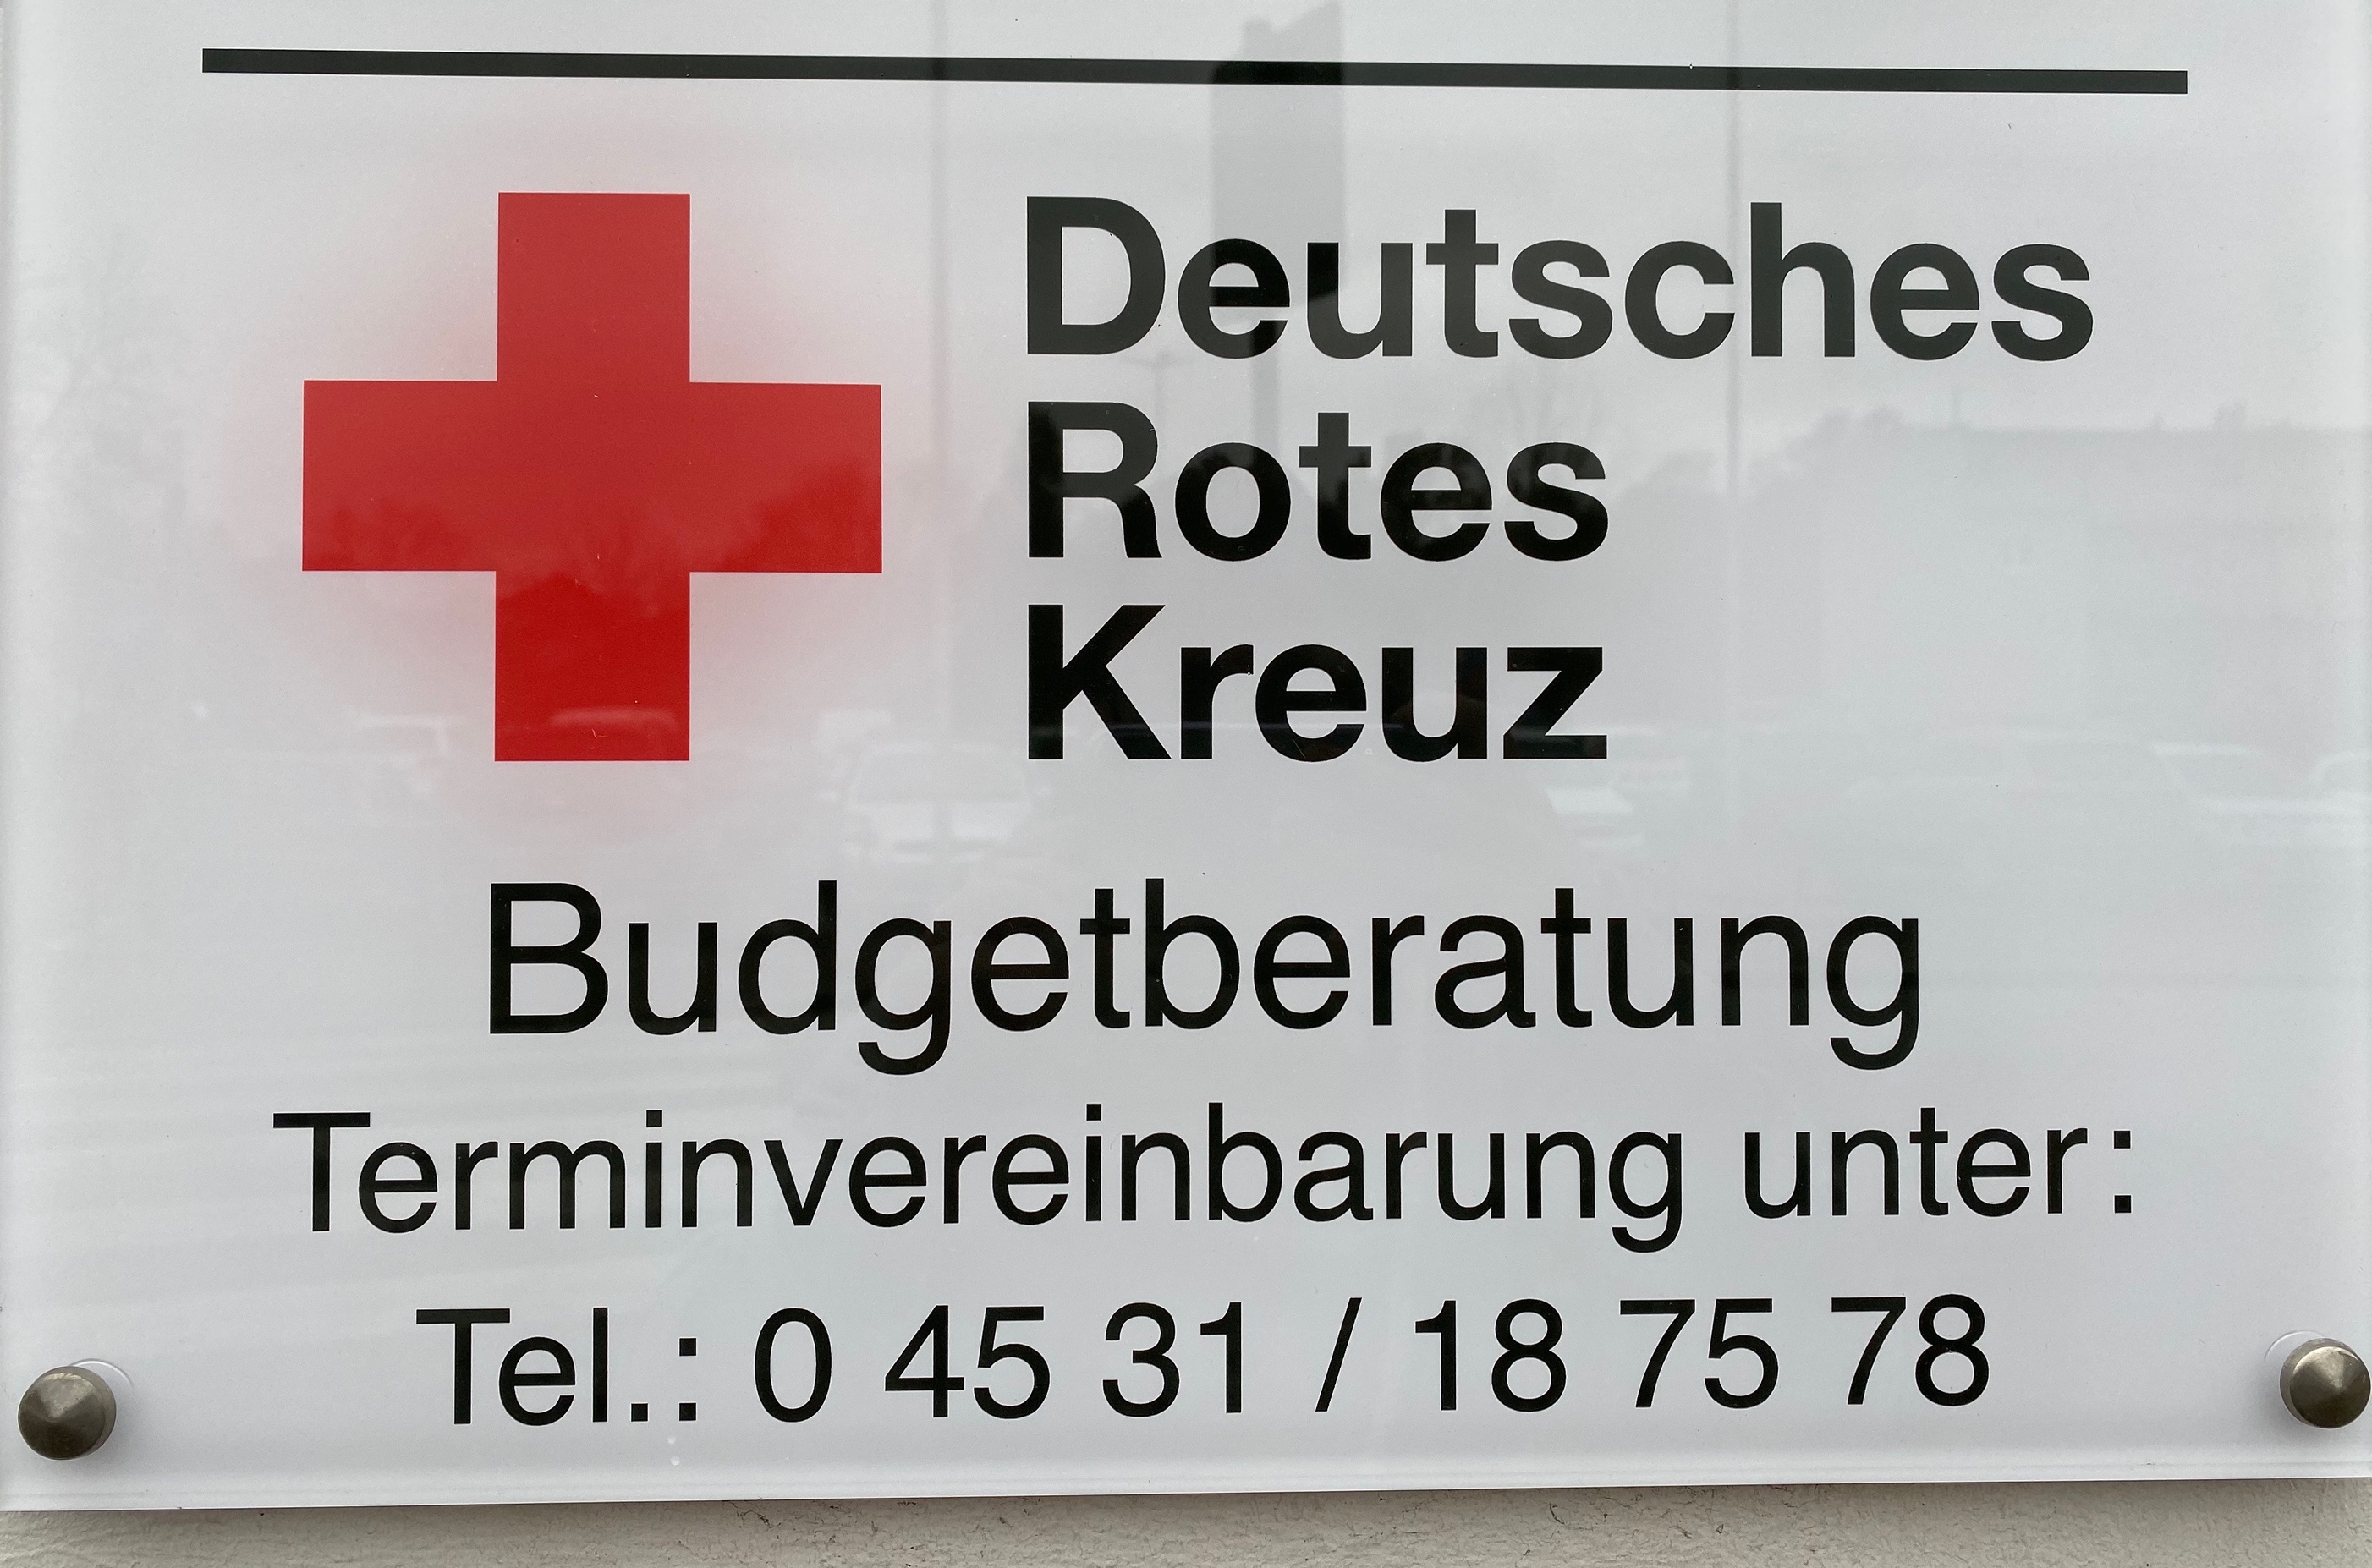 Deutsches
Rotes
Kreuz
Budgetberatung
Terminvereinbarung unter:
Tel.: 0 45 31 / 18 75 78